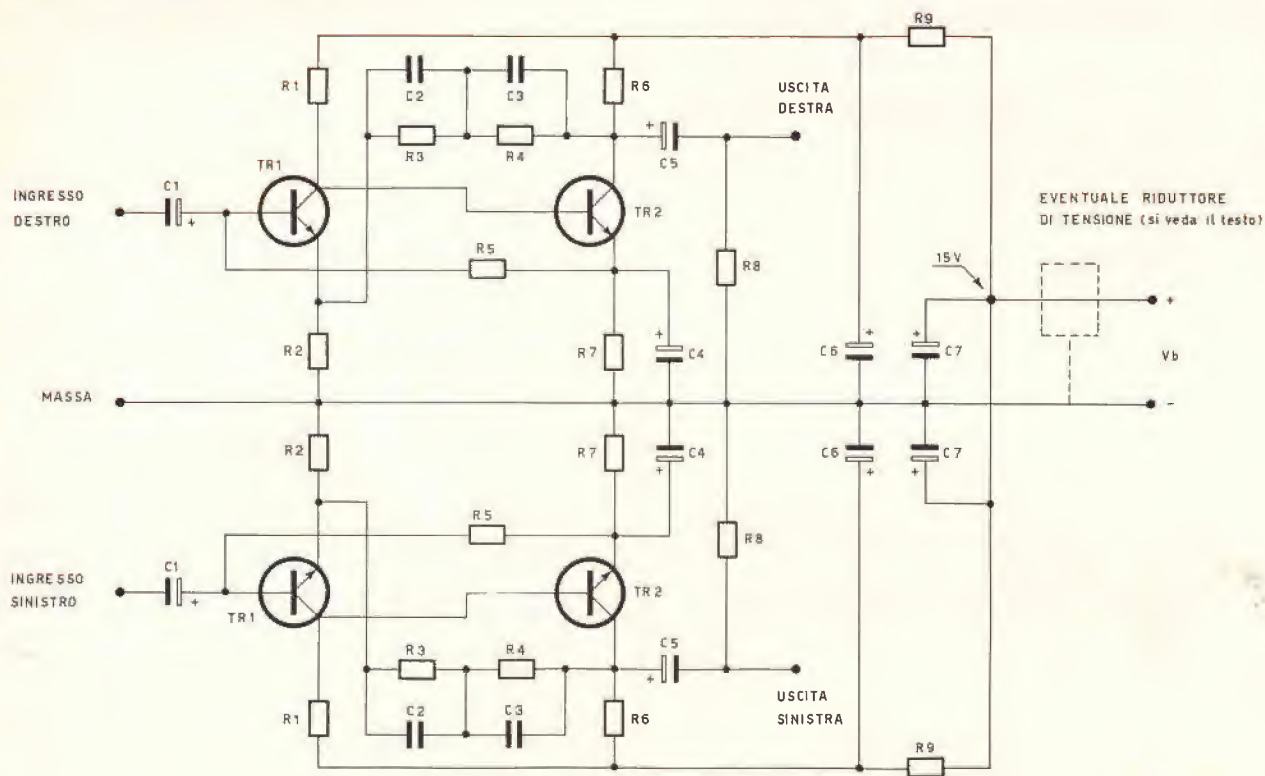 R9
R1
C2
C3
R6
USCITA
DESTRA
R3
R4
+
C5
TR1
INGRESSO
DESTRO
C1
+
TR2
EVENTUALE RIDUTTORE
DI TENSIONE (si veda il testo)
R5
R8
15V
+
R2
R7
+
C4
C6
+
+
C7
Vb
MASSA
-
R2
R7
C4
+
C6
+
C7
+
R5
R8
INGRESSO
SINISTRO
C1
+
TR1
TR2
R3
R4
C5
+
R1
C2
C3
R6
USCITA
SINISTRA
R9